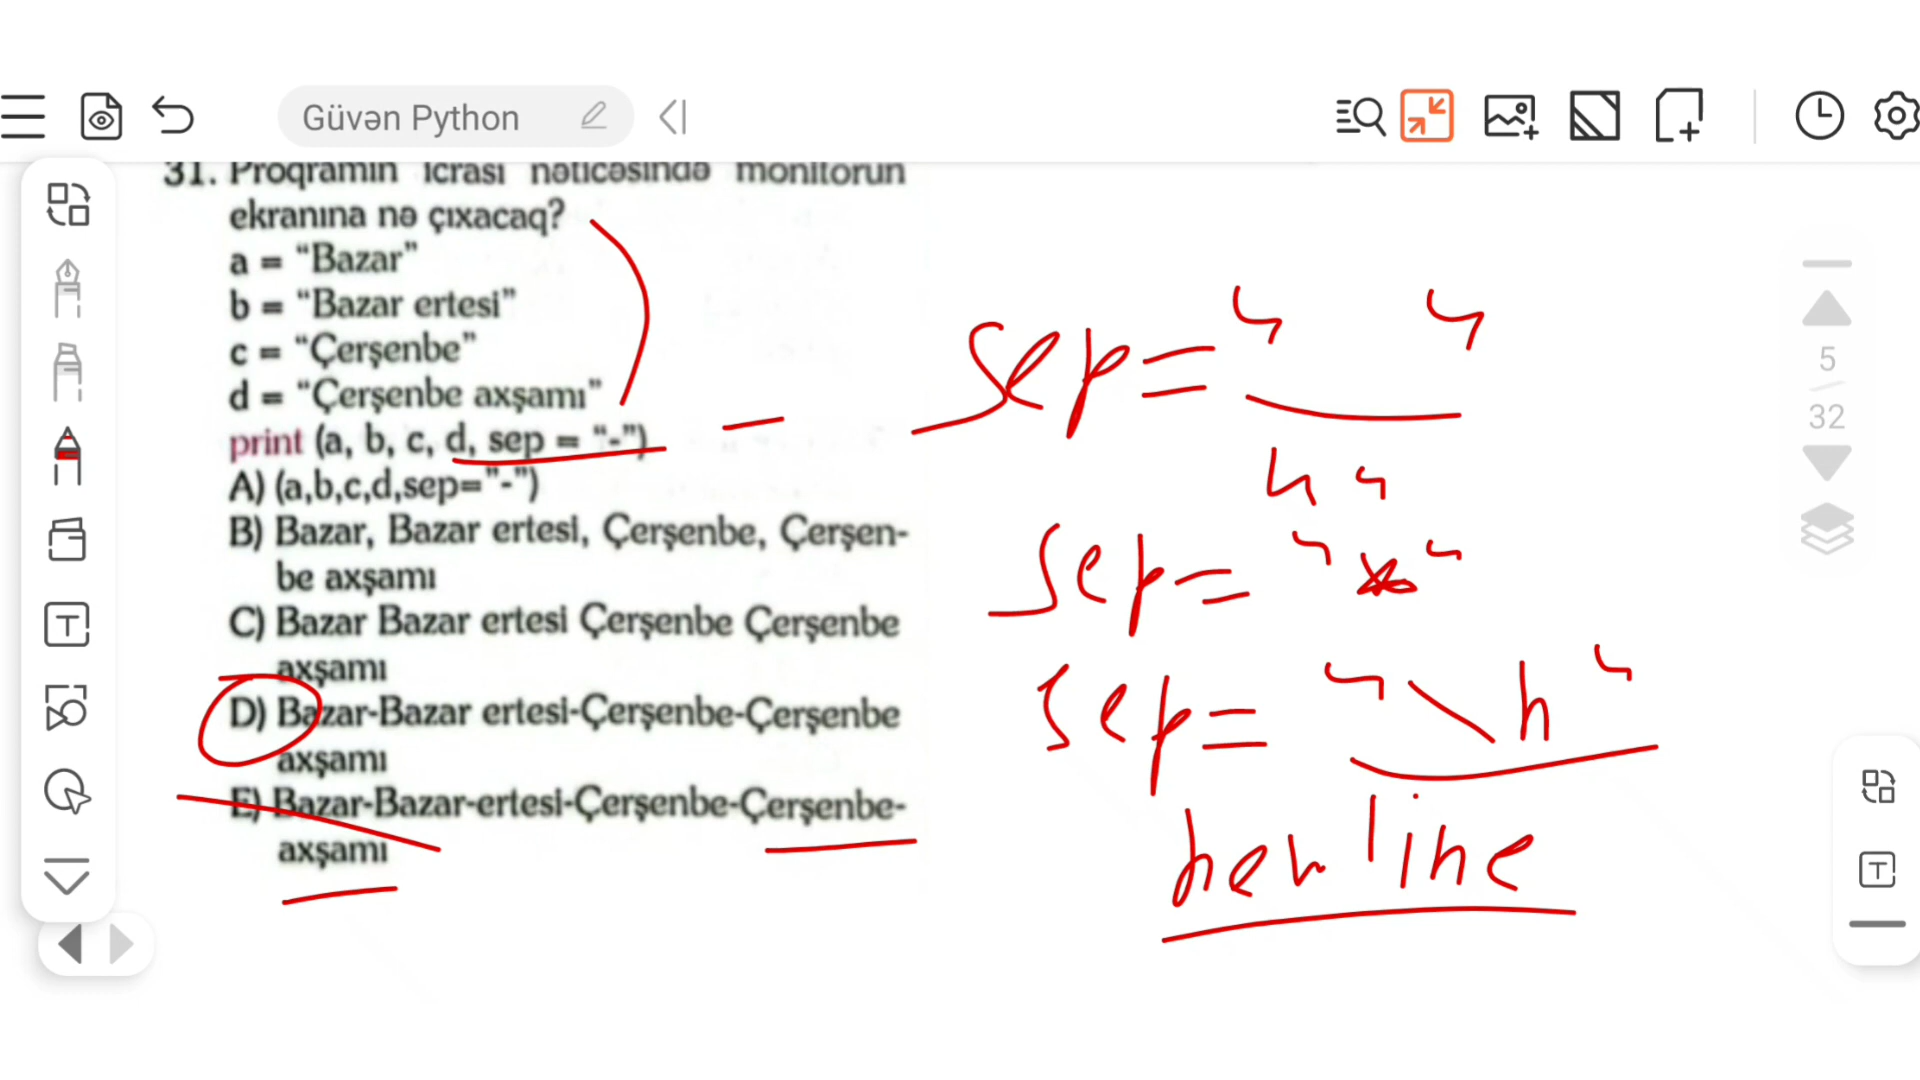 Güvən Python
31. Proqramın icrası nəticəsində monitorun
ekranına nə çıxacaq?
a = “Bazar”
b = “Bazar ertesi”
c = “Çerşenbe”
d = “Çerşenbe axşamı”
print (a, b, c, d, sep = “-”)
A) (a,b,c,d,sep="-")
B) Bazar, Bazar ertesi, Çerşenbe, Çerşen-
be axşamı
C) Bazar Bazar ertesi Çerşenbe Çerşenbe
axşamı
D) Bazar-Bazar ertesi-Çerşenbe-Çerşenbe
axşamı
E) Bazar-Bazar-ertesi-Çerşenbe-Çerşenbe-
axşamı
sep=" "
" "
sep="*"
sep="\n"
new line
5
32